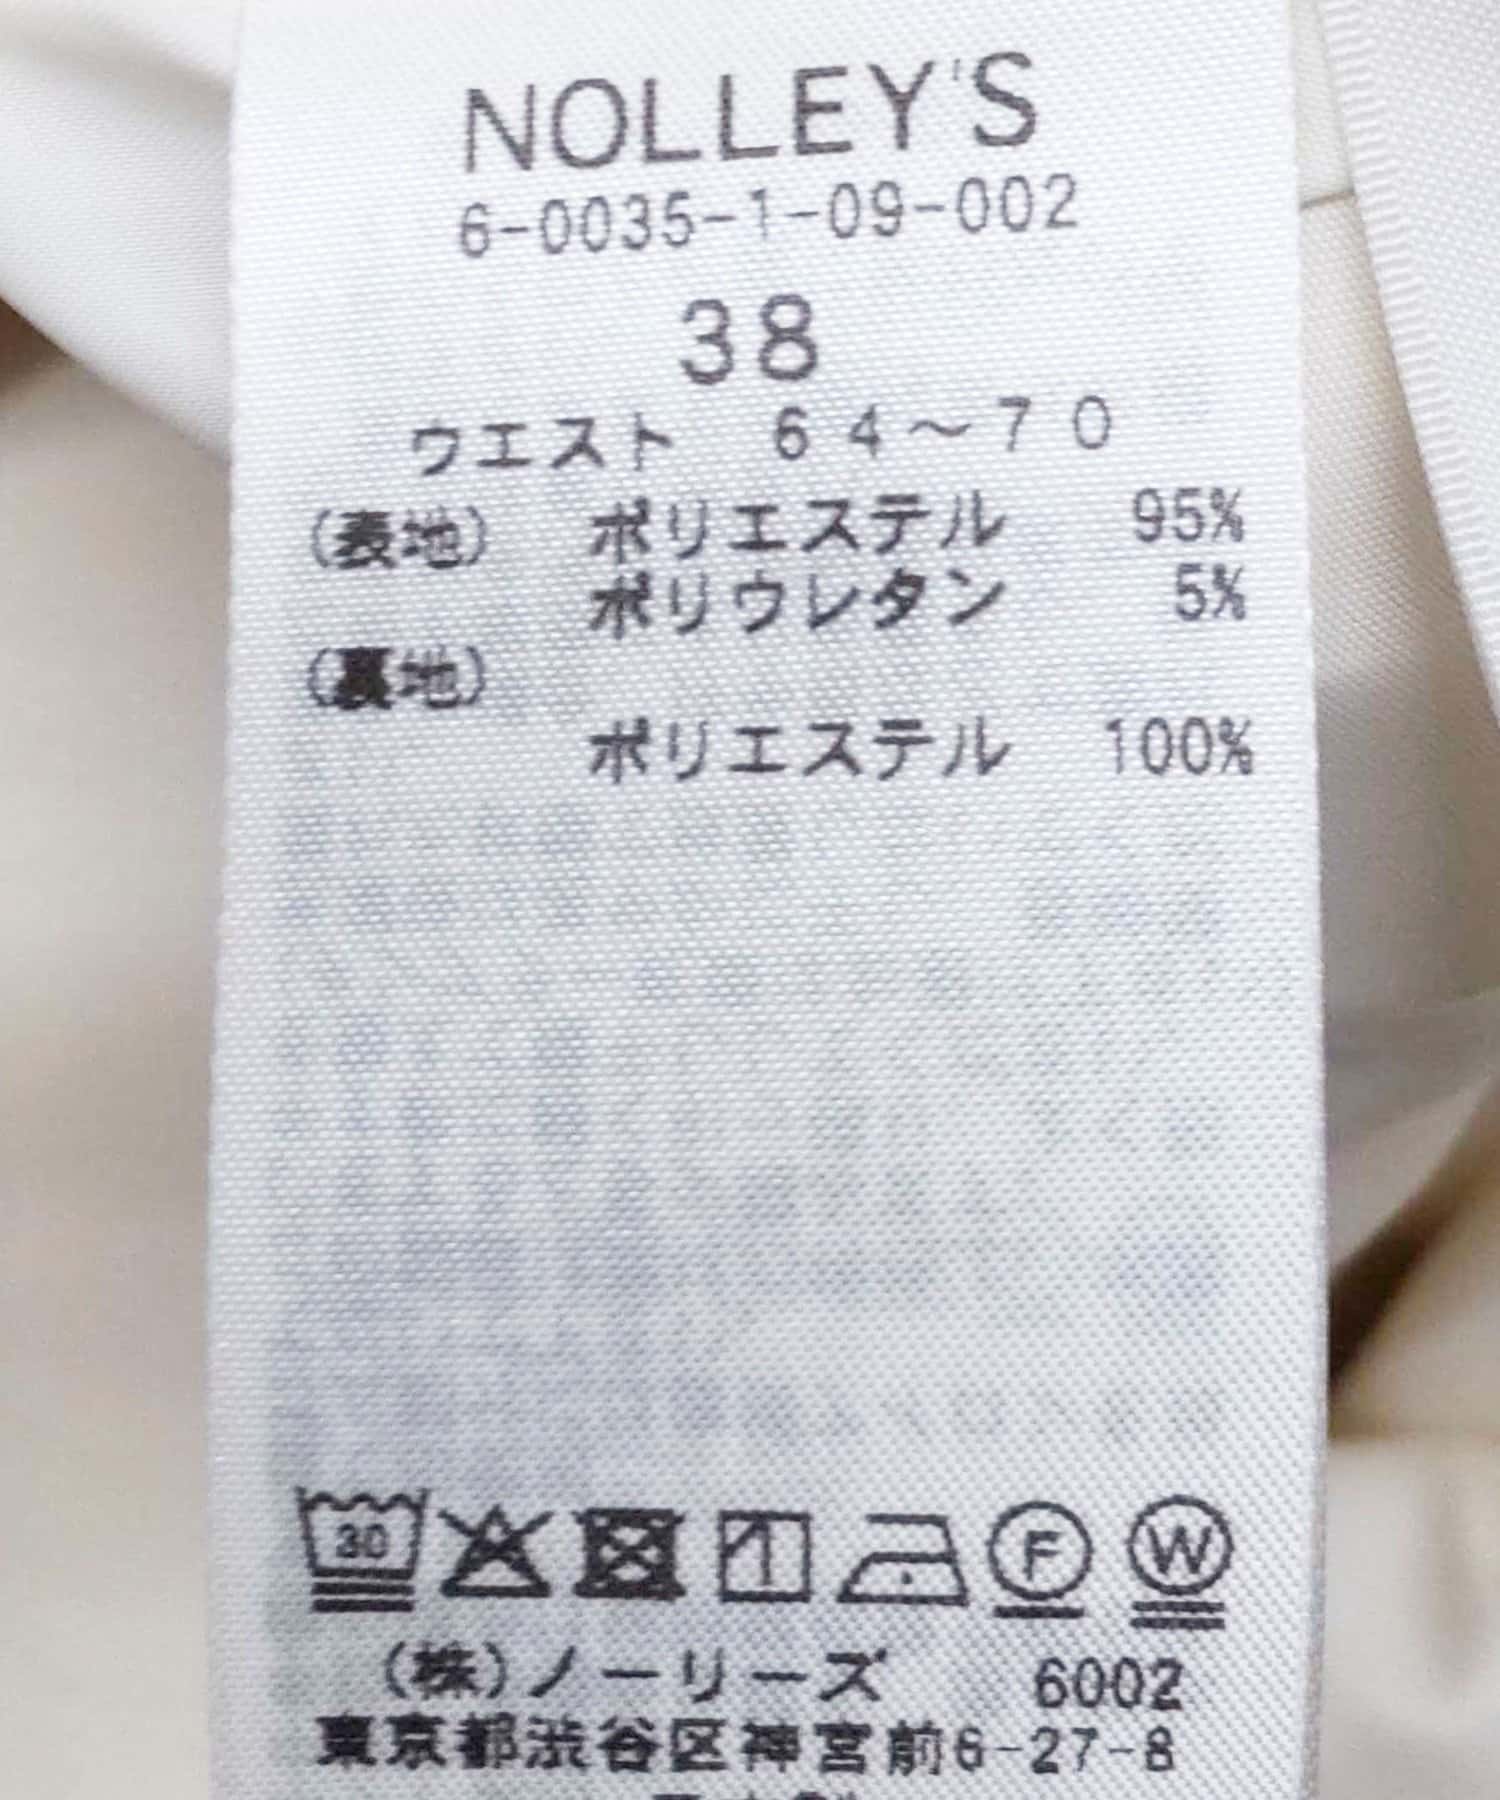 NOLLEY'S
6-0035-1-09-002
38
ウエスト 64～70
(表地) ポリエステル 95%
ポリウレタン 5%
(裏地)
ポリエステル 100%
30 F W
(株)ノーリーズ 6002
東京都渋谷区神宮前6-27-8